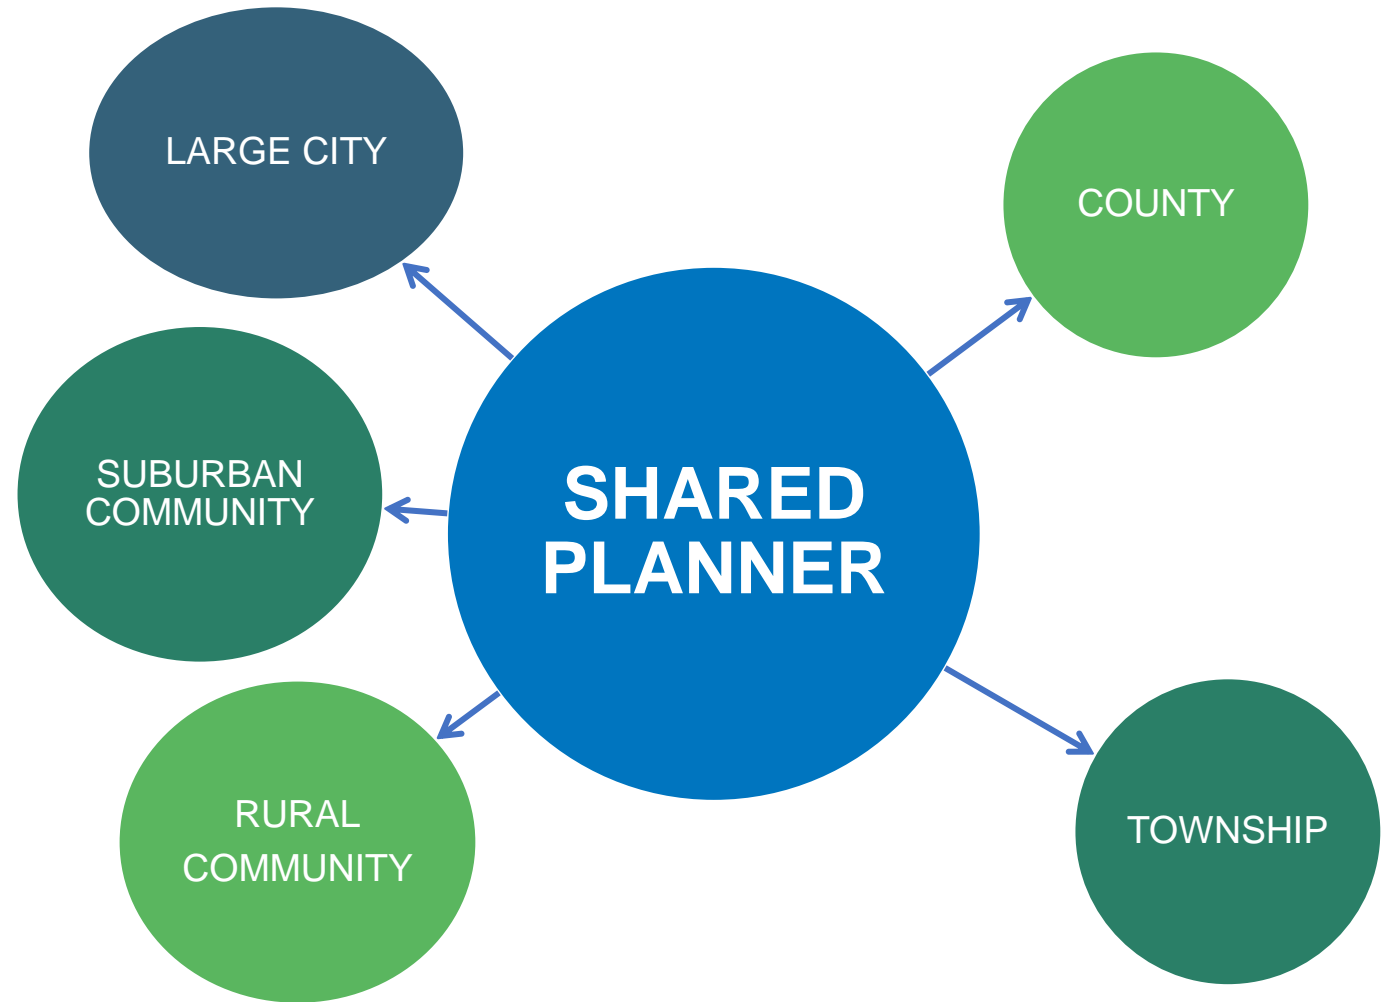 LARGE CITY
COUNTY
SUBURBAN
COMMUNITY
SHARED
PLANNER
RURAL
COMMUNITY
TOWNSHIP